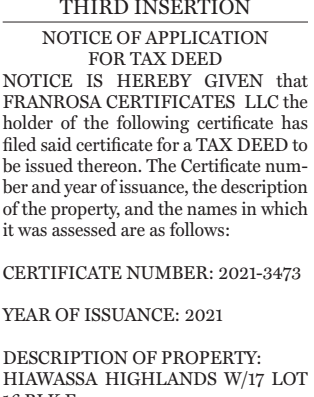 THIRD INSERTION
NOTICE OF APPLICATION
FOR TAX DEED
NOTICE IS HEREBY GIVEN that
FRANROSA CERTIFICATES LLC the
holder of the following certificate has
filed said certificate for a TAX DEED to
be issued thereon. The Certificate num-
ber and year of issuance, the description
of the property, and the names in which
it was assessed are as follows:
CERTIFICATE NUMBER: 2021-3473
YEAR OF ISSUANCE: 2021
DESCRIPTION OF PROPERTY:
HIAWASSA HIGHLANDS W/17 LOT